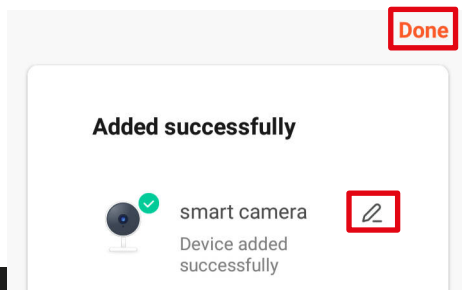 Done
Added successfully
smart camera
Device added
successfully